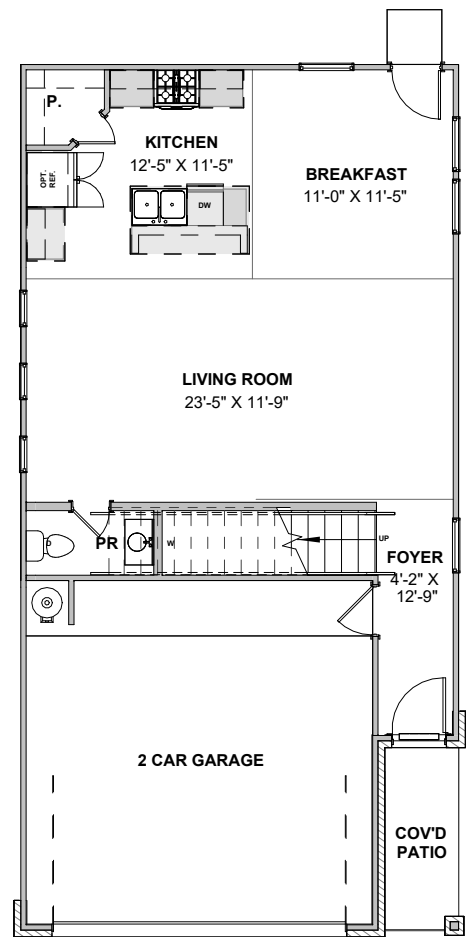 P.
KITCHEN
12'-5" X 11'-5"
BREAKFAST
11'-0" X 11'-5"
OPT.
REF.
DW
LIVING ROOM
23'-5" X 11'-9"
PR
W
UP
FOYER
4'-2" X
12'-9"
2 CAR GARAGE
COV'D
PATIO